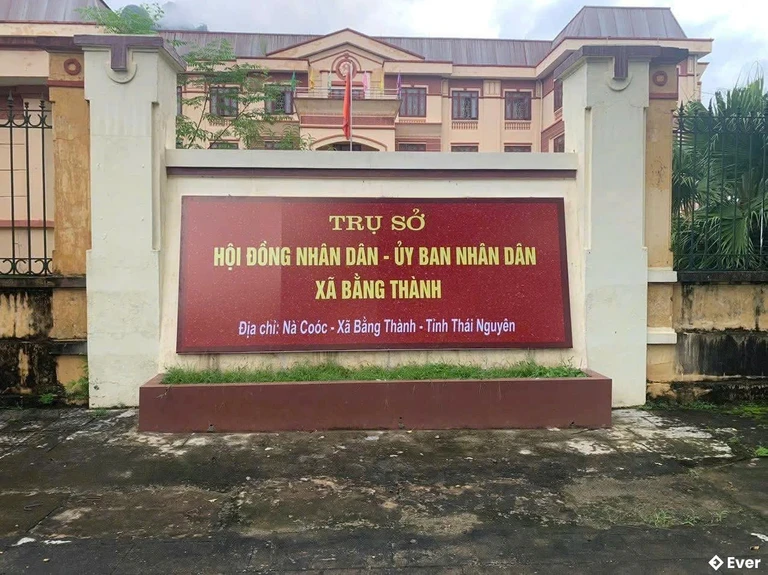 TRỤ SỞ
HỘI ĐỒNG NHÂN DÂN - ỦY BAN NHÂN DÂN
XÃ BẰNG THÀNH
Địa chỉ: Nà Coóc - Xã Bằng Thành - Tỉnh Thái Nguyên
Ever